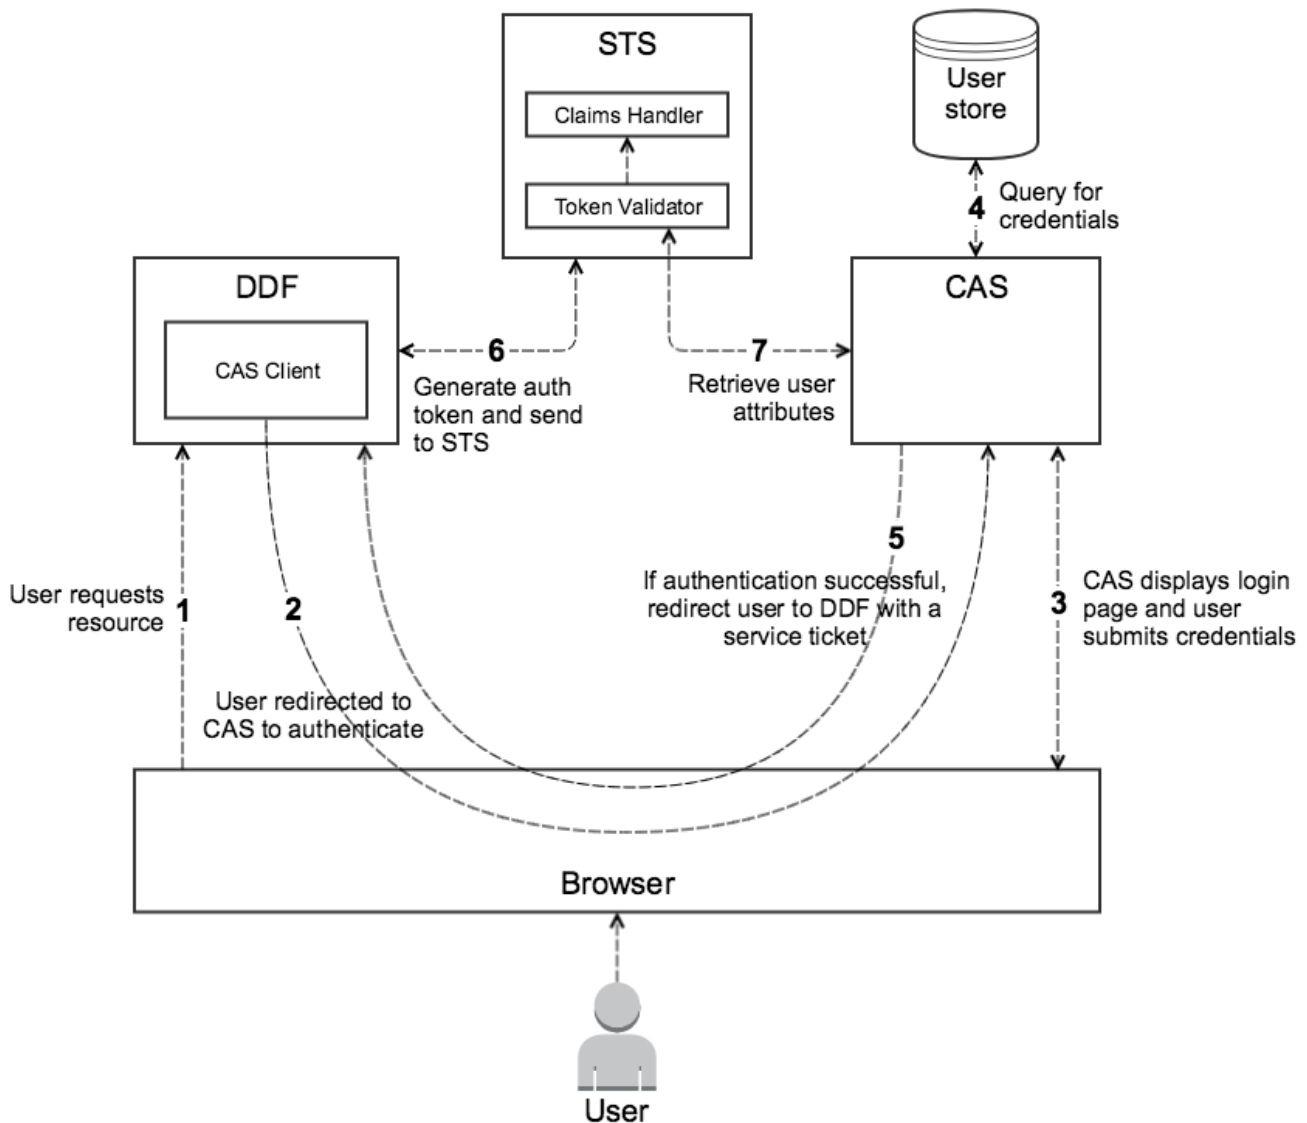 STS
Claims Handler
Token Validator
User
store
4
Query for
credentials
DDF
CAS Client
CAS
6
Generate auth
token and send
to STS
7
Retrieve user
attributes
User requests
resource
1
2
User redirected to
CAS to authenticate
5
If authentication successful,
redirect user to DDF with a
service ticket
3
CAS displays login
page and user
submits credentials
Browser
User